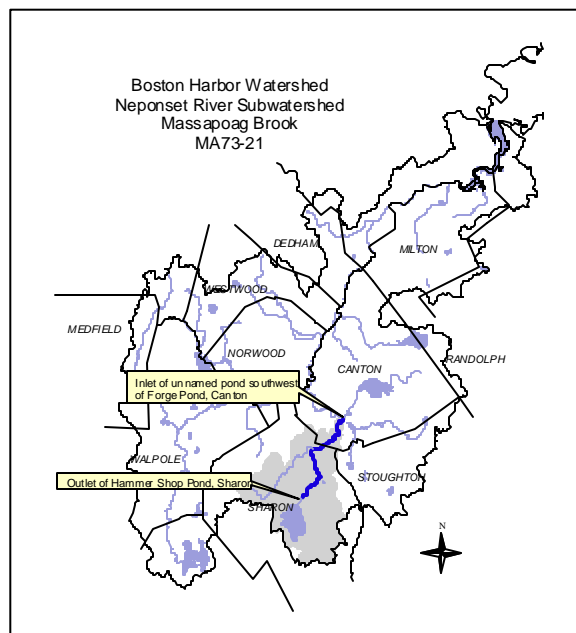 Boston Harbor Watershed
Neponset River Subwatershed
Massapoag Brook
MA73-21
DEDHAM
MILTON
WESTWOOD
MEDFIELD
NORWOOD
CANTON
RANDOLPH
Inlet of unnamed pond southwest
of Forge Pond, Canton
WALPOLE
STOUGHTON
Outlet of Hammer Shop Pond, Sharon
SHARON
N